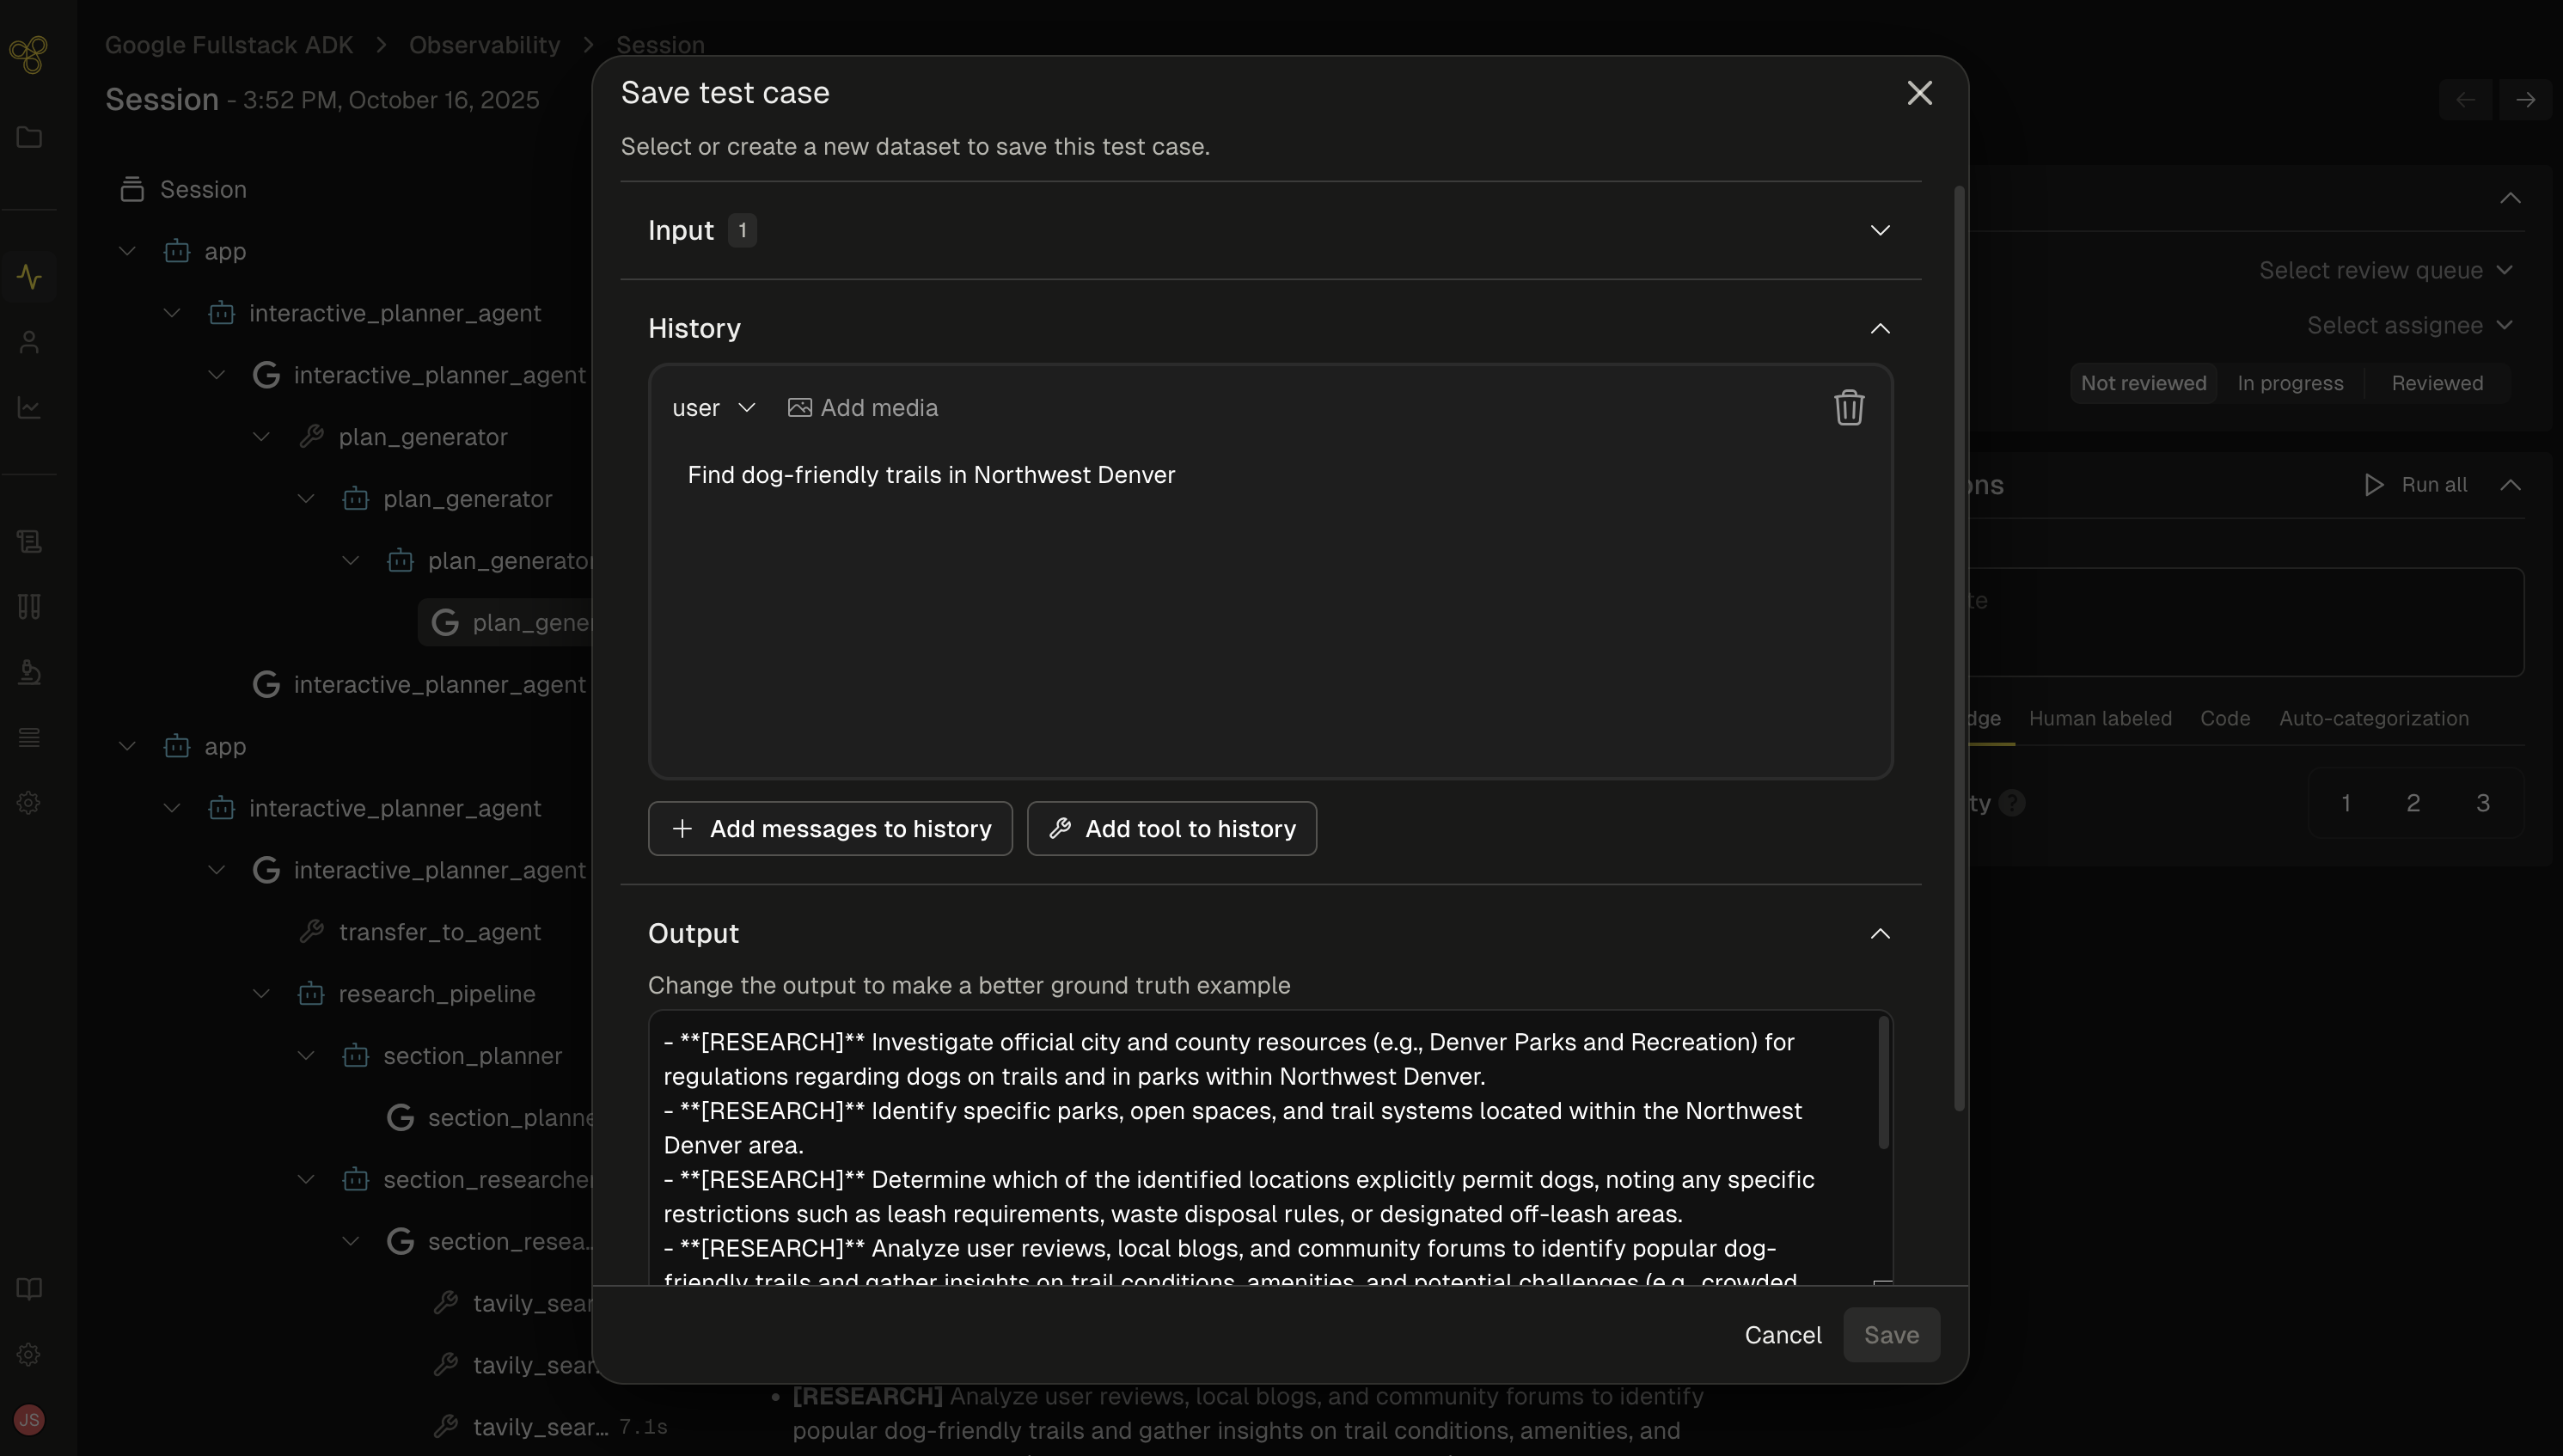 Google Fullstack ADK > Observability > Session
Session - 3:52 PM, October 16, 2025
Session
app
interactive_planner_agent
interactive_planner_agent
plan_generator
plan_generator
plan_generator
plan_gener
interactive_planner_agent
app
interactive_planner_agent
interactive_planner_agent
transfer_to_agent
research_pipeline
section_planner
section_planne
section_researcher
section_resea...
tavily_sear
tavily_sear...
tavily_sear... 7.1s
JS
Save test case
Select or create a new dataset to save this test case.
Input 1
History
user Add media
Find dog-friendly trails in Northwest Denver
Add messages to history Add tool to history
Output
Change the output to make a better ground truth example
- **[RESEARCH]** Investigate official city and county resources (e.g., Denver Parks and Recreation) for
regulations regarding dogs on trails and in parks within Northwest Denver.
- **[RESEARCH]** Identify specific parks, open spaces, and trail systems located within the Northwest
Denver area.
- **[RESEARCH]** Determine which of the identified locations explicitly permit dogs, noting any specific
restrictions such as leash requirements, waste disposal rules, or designated off-leash areas.
- **[RESEARCH]** Analyze user reviews, local blogs, and community forums to identify popular dog-
friendly trails and gather insights on trail conditions, amenities, and potential challenges (e.g., crowded
Cancel Save
• [RESEARCH] Analyze user reviews, local blogs, and community forums to identify
popular dog-friendly trails and gather insights on trail conditions, amenities, and
Select review queue
Select assignee
Not reviewed In progress Reviewed
ons Run all
te
dge Human labeled Code Auto-categorization
ty ? 1 2 3